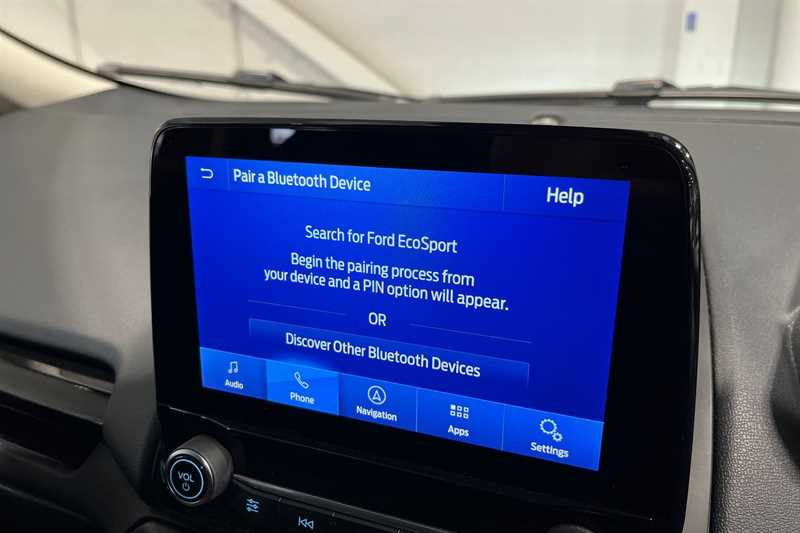 Pair a Bluetooth Device
Help
Search for Ford EcoSport
Begin the pairing process from
your device and a PIN option will appear.
OR
Discover Other Bluetooth Devices
Audio
Phone
Navigation
Apps
Settings
VOL